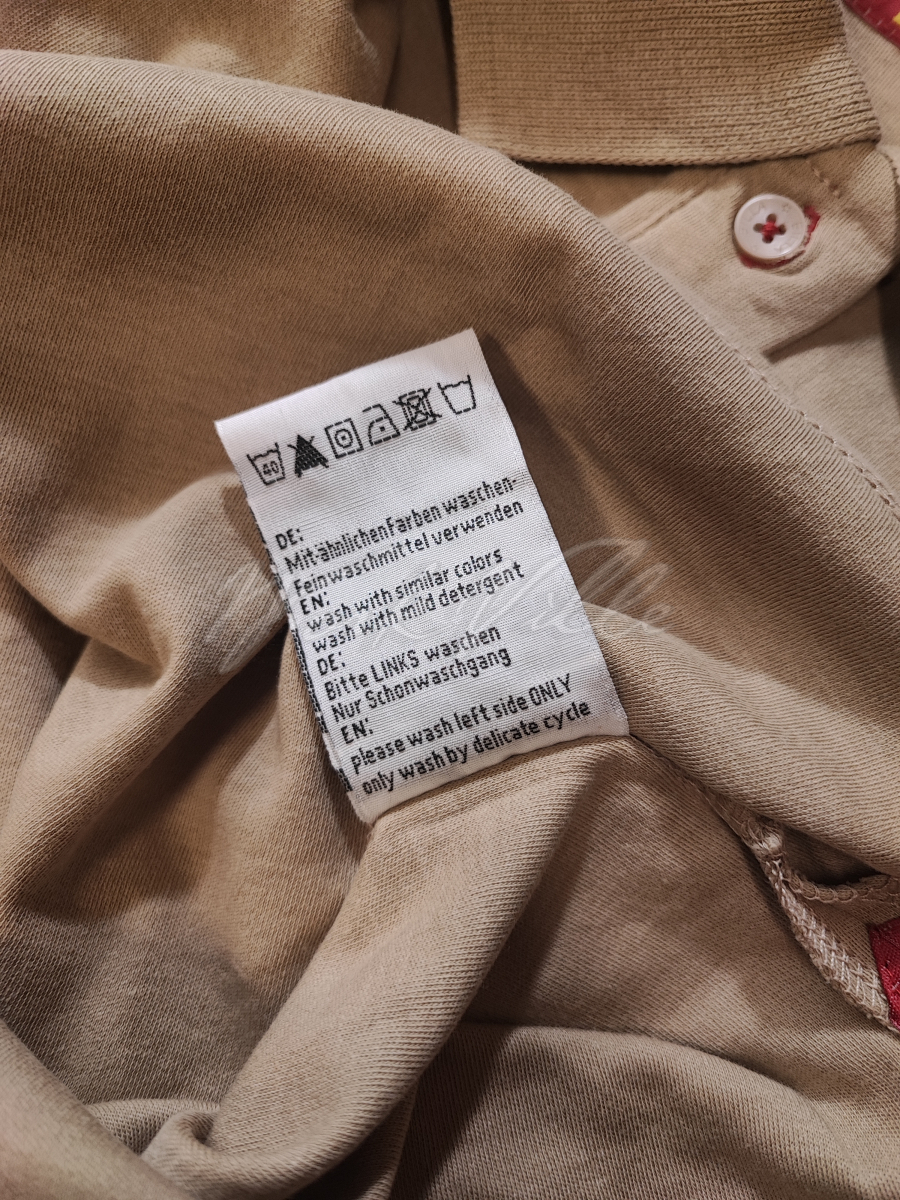 40
DE:
Mit ähnlichen Farben waschen-
Feinwaschmittel verwenden
EN:
wash with similar colors
wash with mild detergent
DE:
Bitte LINKS waschen
Nur Schonwaschgang
EN:
please wash left side ONLY
only wash by delicate cycle